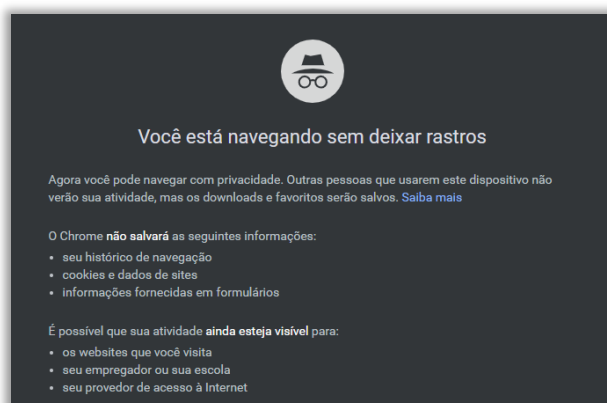 Você está navegando sem deixar rastros
Agora você pode navegar com privacidade. Outras pessoas que usarem este dispositivo não
verão sua atividade, mas os downloads e favoritos serão salvos. Saiba mais
O Chrome não salvará as seguintes informações:
• seu histórico de navegação
• cookies e dados de sites
• informações fornecidas em formulários
É possível que sua atividade ainda esteja visível para:
• os websites que você visita
• seu empregador ou sua escola
• seu provedor de acesso à Internet